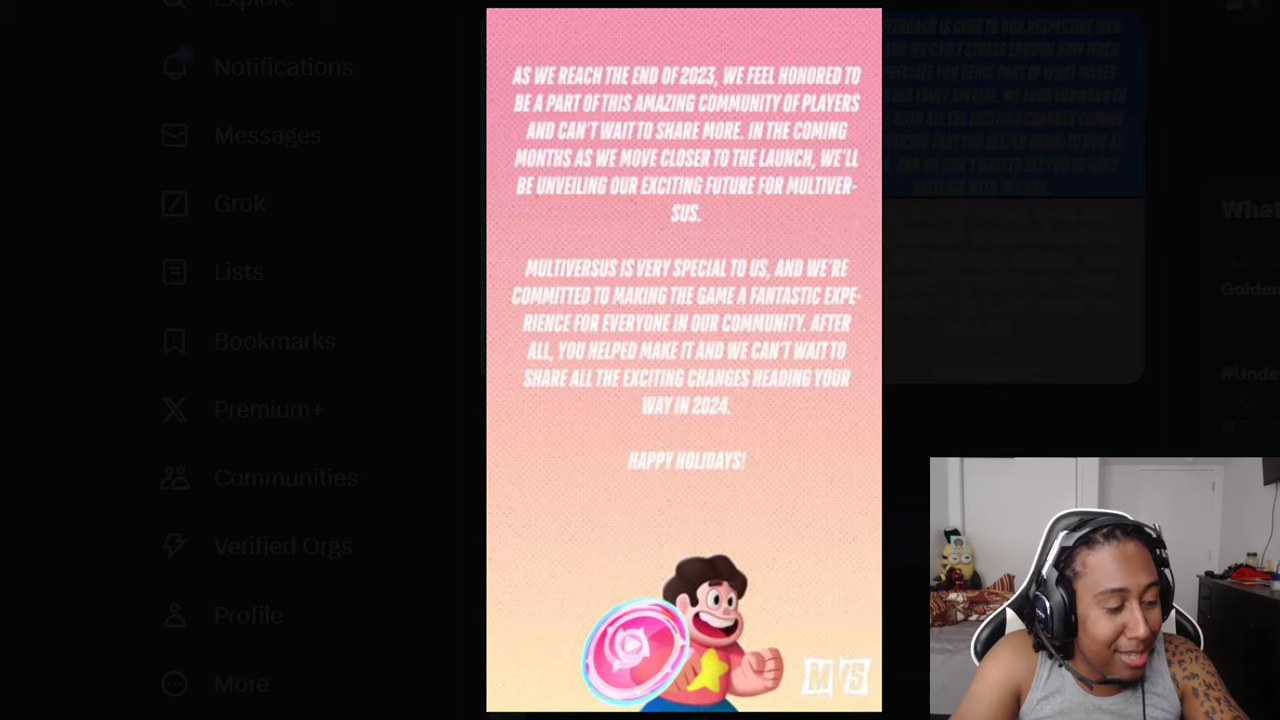 Explore
Notifications
Messages
Grok
Lists
Bookmarks
Premium+
Communities
Verified Orgs
Profile
More
AS WE REACH THE END OF 2023, WE FEEL HONORED TO
BE A PART OF THIS AMAZING COMMUNITY OF PLAYERS
AND CAN'T WAIT TO SHARE MORE. IN THE COMING
MONTHS AS WE MOVE CLOSER TO THE LAUNCH, WE'LL
BE UNVEILING OUR EXCITING FUTURE FOR MULTIVER-
SUS.
MULTIVERSUS IS VERY SPECIAL TO US, AND WE'RE
COMMITTED TO MAKING THE GAME A FANTASTIC EXPE-
RIENCE FOR EVERYONE IN OUR COMMUNITY. AFTER
ALL, YOU HELPED MAKE IT AND WE CAN'T WAIT TO
SHARE ALL THE EXCITING CHANGES HEADING YOUR
WAY IN 2024.
HAPPY HOLIDAYS!
M/S
What
Golden
#Unde